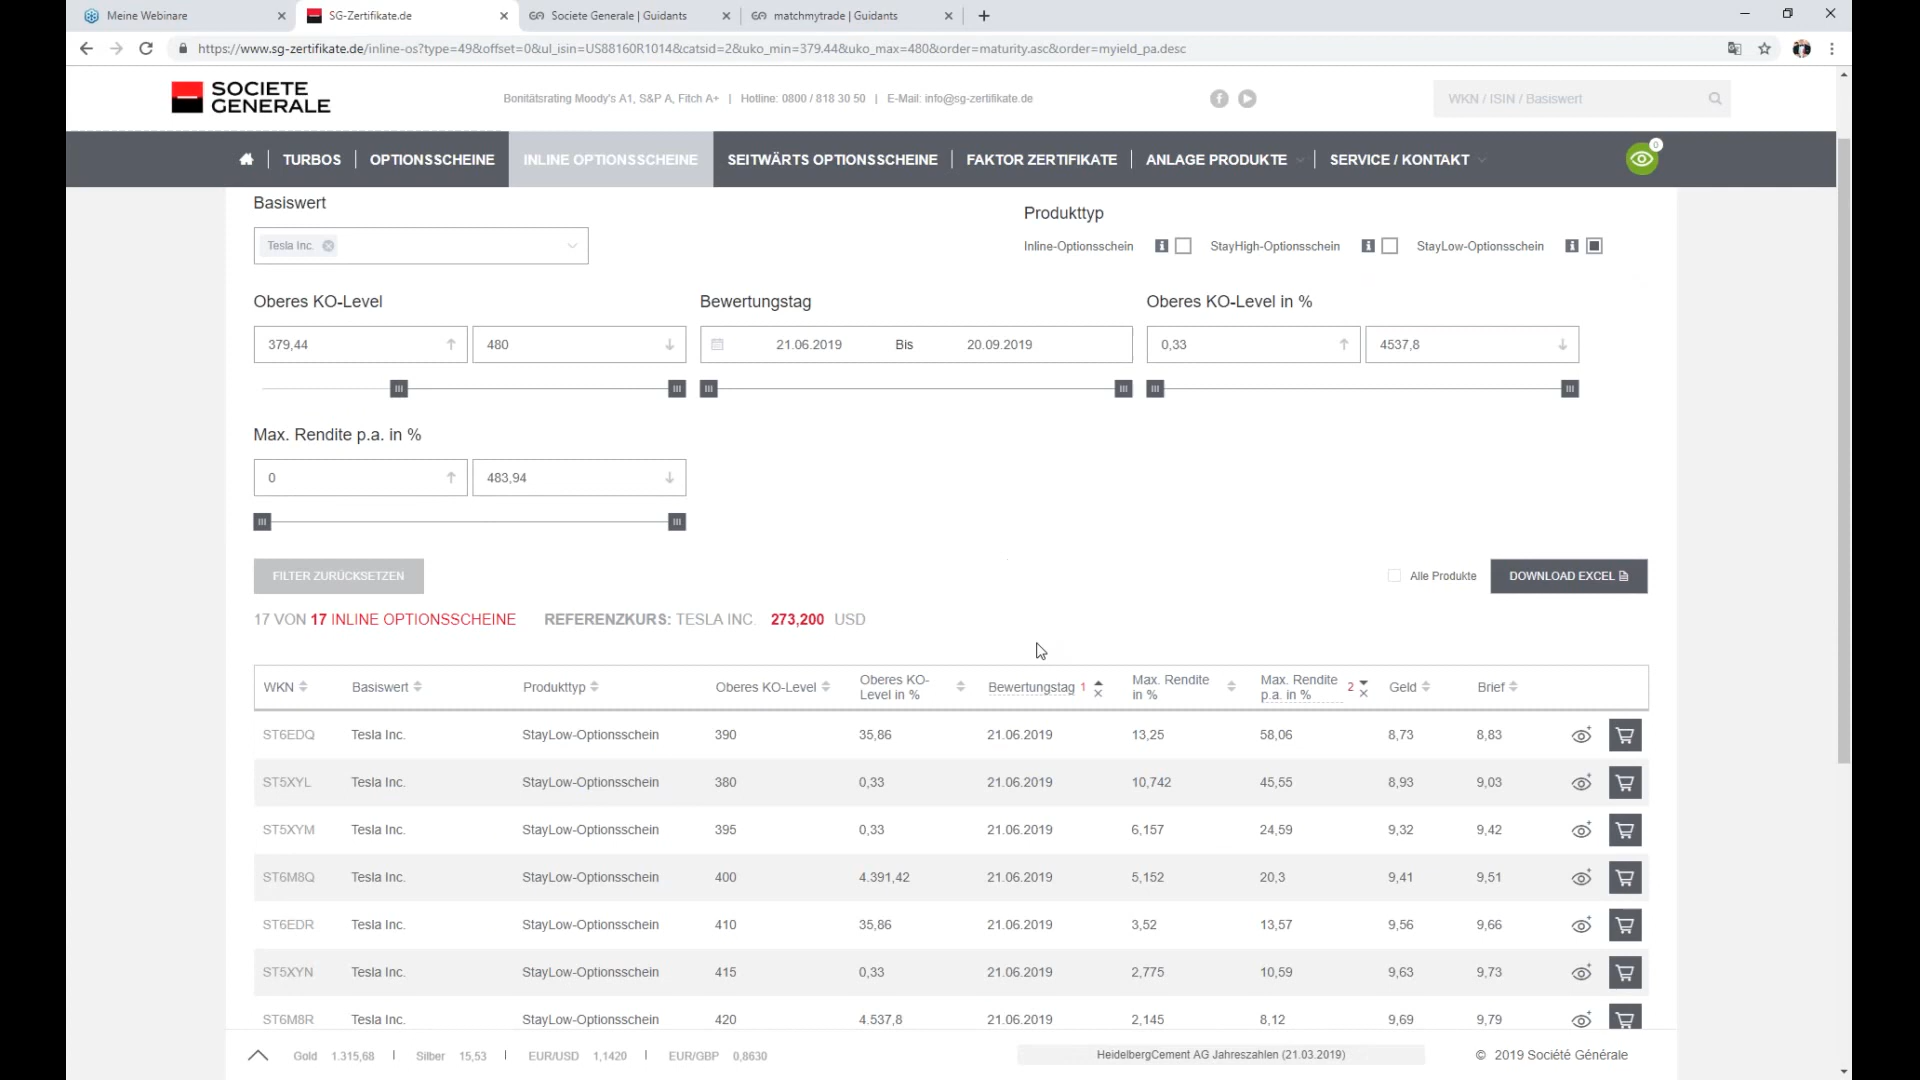 Meine Webinare
SG-Zertifikate.de
Societe Generale | Guidants
matchmytrade | Guidants
https://www.sg-zertifikate.de/inline-os?type=49&offset=0&ul_isin=US88160R1014&catsid=2&uko_min=379.44&uko_max=480&order=maturity.asc&order=myield_pa.desc
SOCIETE
GENERALE
Bonitätsrating Moody's A1, S&P A, Fitch A+ | Hotline: 0800 / 818 30 50 | E-Mail: info@sg-zertifikate.de
WKN / ISIN / Basiswert
TURBOS | OPTIONSSCHEINE INLINE OPTIONSSCHEINE SEITWÄRTS OPTIONSSCHEINE | FAKTOR ZERTIFIKATE | ANLAGE PRODUKTE | SERVICE / KONTAKT
0
Basiswert
Tesla Inc.
Produkttyp
Inline-Optionsschein StayHigh-Optionsschein StayLow-Optionsschein
Oberes KO-Level
379,44 480
Bewertungstag
21.06.2019 Bis 20.09.2019
Oberes KO-Level in %
0,33 4537,8
Max. Rendite p.a. in %
0 483,94
FILTER ZURÜCKSETZEN
Alle Produkte
DOWNLOAD EXCEL
17 VON 17 INLINE OPTIONSSCHEINE REFERENZKURS: TESLA INC. 273,200 USD
WKN Basiswert Produkttyp Oberes KO-Level Oberes KO-Level in % Bewertungstag 1 Max. Rendite in % Max. Rendite p.a. in % 2 Geld Brief
ST6EDQ Tesla Inc. StayLow-Optionsschein 390 35,86 21.06.2019 13,25 58,06 8,73 8,83
ST5XYL Tesla Inc. StayLow-Optionsschein 380 0,33 21.06.2019 10,742 45,55 8,93 9,03
ST5XYM Tesla Inc. StayLow-Optionsschein 395 0,33 21.06.2019 6,157 24,59 9,32 9,42
ST6M8Q Tesla Inc. StayLow-Optionsschein 400 4.391,42 21.06.2019 5,152 20,3 9,41 9,51
ST6EDR Tesla Inc. StayLow-Optionsschein 410 35,86 21.06.2019 3,52 13,57 9,56 9,66
ST5XYN Tesla Inc. StayLow-Optionsschein 415 0,33 21.06.2019 2,775 10,59 9,63 9,73
ST6M8R Tesla Inc. StayLow-Optionsschein 420 4.537,8 21.06.2019 2,145 8,12 9,69 9,79
Gold 1.315,68 | Silber 15,53 | EUR/USD 1,1420 | EUR/GBP 0,8630
HeidelbergCement AG Jahreszahlen (21.03.2019)
© 2019 Société Générale